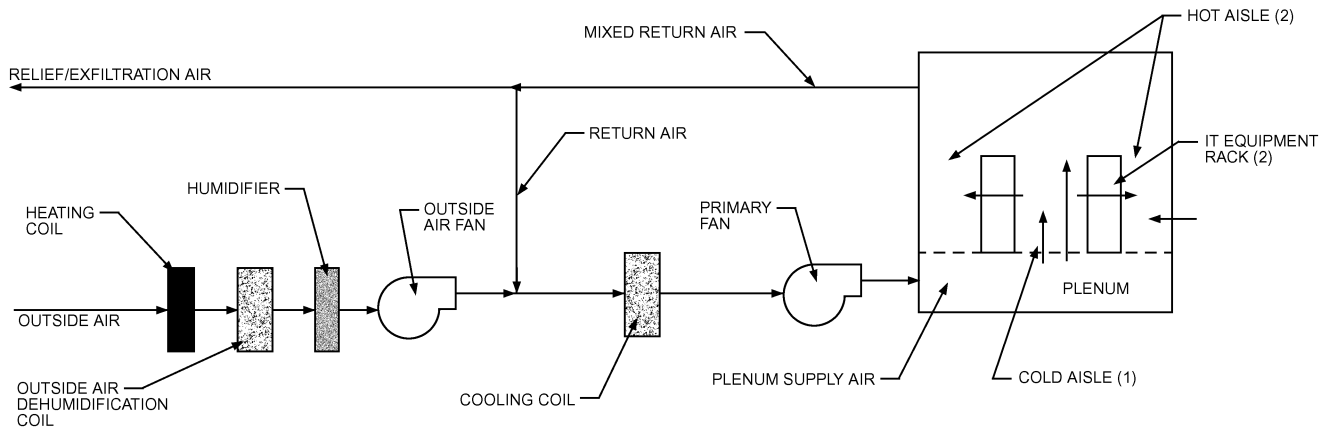 HOT AISLE (2)
MIXED RETURN AIR
RELIEF/EXFILTRATION AIR
RETURN AIR
IT EQUIPMENT
RACK (2)
HUMIDIFIER
HEATING
COIL
OUTSIDE
AIR FAN
PRIMARY
FAN
PLENUM
OUTSIDE AIR
PLENUM SUPPLY AIR
COLD AISLE (1)
OUTSIDE AIR
DEHUMIDIFICATION
COIL
COOLING COIL